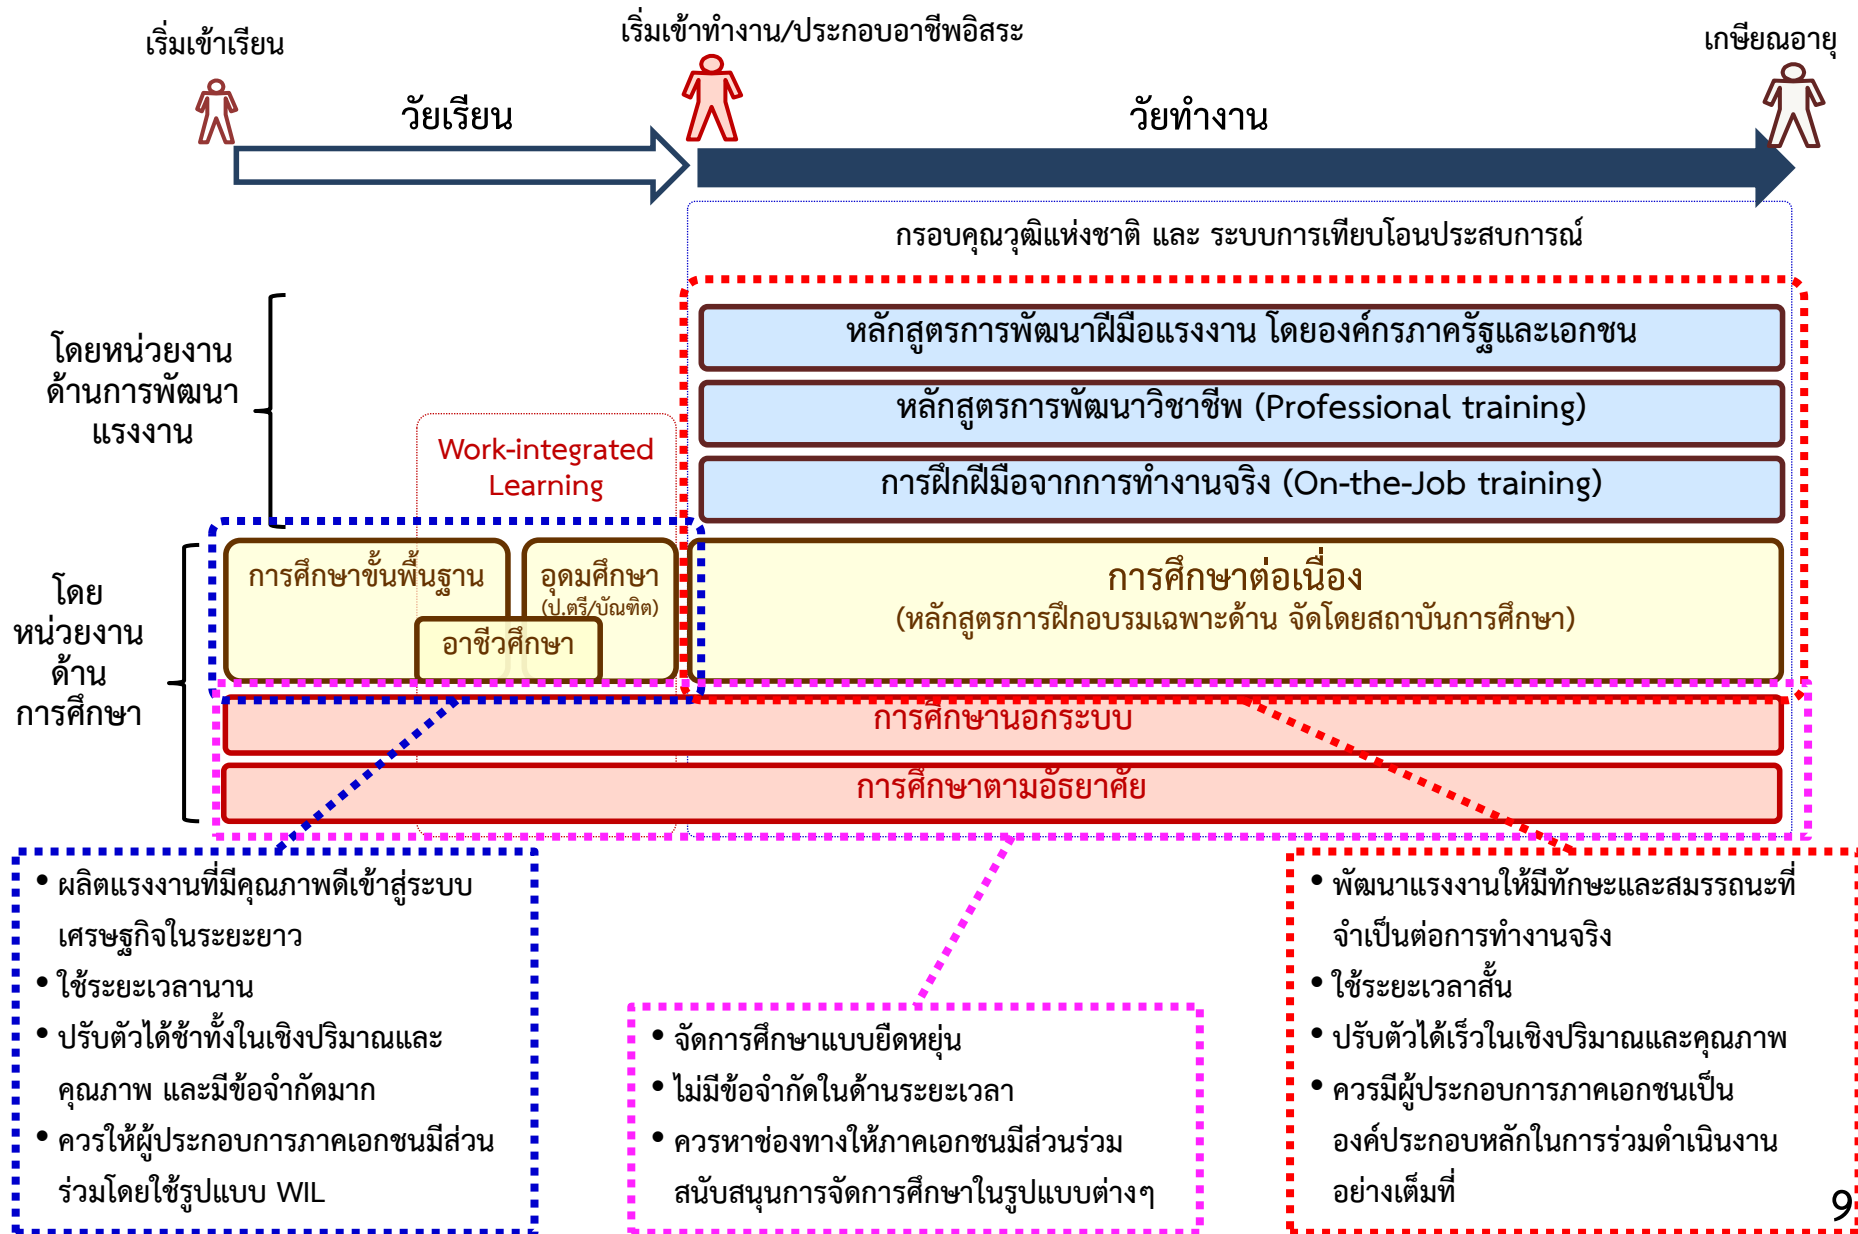 เริ่มเข้าเรียน
เริ่มเข้าทำงาน/ประกอบอาชีพอิสระ
เกษียณอายุ
วัยเรียน
วัยทำงาน
กรอบคุณวุฒิแห่งชาติ และ ระบบการเทียบโอนประสบการณ์
โดยหน่วยงาน
ด้านการพัฒนา
แรงงาน
หลักสูตรการพัฒนาฝีมือแรงงาน โดยองค์กรภาครัฐและเอกชน
หลักสูตรการพัฒนาวิชาชีพ (Professional training)
การฝึกฝีมือจากการทำงานจริง (On-the-Job training)
Work-integrated
Learning
โดย
หน่วยงาน
ด้าน
การศึกษา
การศึกษาขั้นพื้นฐาน
อุดมศึกษา
(ป.ตรี/บัณฑิต)
อาชีวศึกษา
การศึกษาต่อเนื่อง
(หลักสูตรการฝึกอบรมเฉพาะด้าน จัดโดยสถาบันการศึกษา)
การศึกษานอกระบบ
การศึกษาตามอัธยาศัย
• ผลิตแรงงานที่มีคุณภาพดีเข้าสู่ระบบ
เศรษฐกิจในระยะยาว
• ใช้ระยะเวลานาน
• ปรับตัวได้ช้าทั้งในเชิงปริมาณและ
คุณภาพ และมีข้อจำกัดมาก
• ควรให้ผู้ประกอบการภาคเอกชนมีส่วน
ร่วมโดยใช้รูปแบบ WIL
• จัดการศึกษาแบบยืดหยุ่น
• ไม่มีข้อจำกัดในด้านระยะเวลา
• ควรหาช่องทางให้ภาคเอกชนมีส่วนร่วม
สนับสนุนการจัดการศึกษาในรูปแบบต่างๆ
• พัฒนาแรงงานให้มีทักษะและสมรรถนะที่
จำเป็นต่อการทำงานจริง
• ใช้ระยะเวลาสั้น
• ปรับตัวได้เร็วในเชิงปริมาณและคุณภาพ
• ควรมีผู้ประกอบการภาคเอกชนเป็น
องค์ประกอบหลักในการร่วมดำเนินงาน
อย่างเต็มที่
9